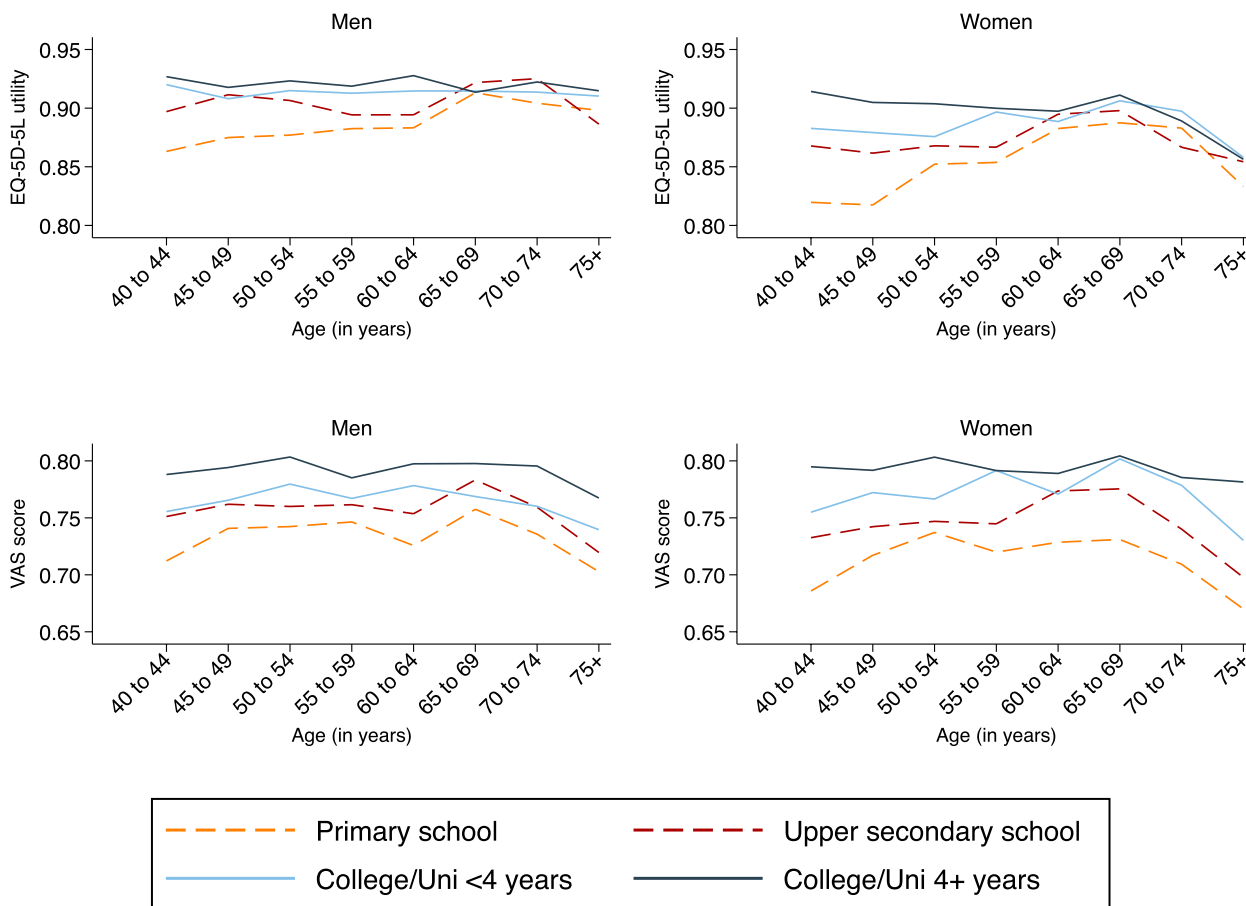 Men
EQ-5D-5L utility
0.95
0.90
0.85
0.80
40 to 44
45 to 49
50 to 54
55 to 59
60 to 64
65 to 69
70 to 74
75+
Age (in years)
Women
EQ-5D-5L utility
0.95
0.90
0.85
0.80
40 to 44
45 to 49
50 to 54
55 to 59
60 to 64
65 to 69
70 to 74
75+
Age (in years)
Men
VAS score
0.80
0.75
0.70
0.65
40 to 44
45 to 49
50 to 54
55 to 59
60 to 64
65 to 69
70 to 74
75+
Age (in years)
Women
VAS score
0.80
0.75
0.70
0.65
40 to 44
45 to 49
50 to 54
55 to 59
60 to 64
65 to 69
70 to 74
75+
Age (in years)
Primary school
Upper secondary school
College/Uni <4 years
College/Uni 4+ years